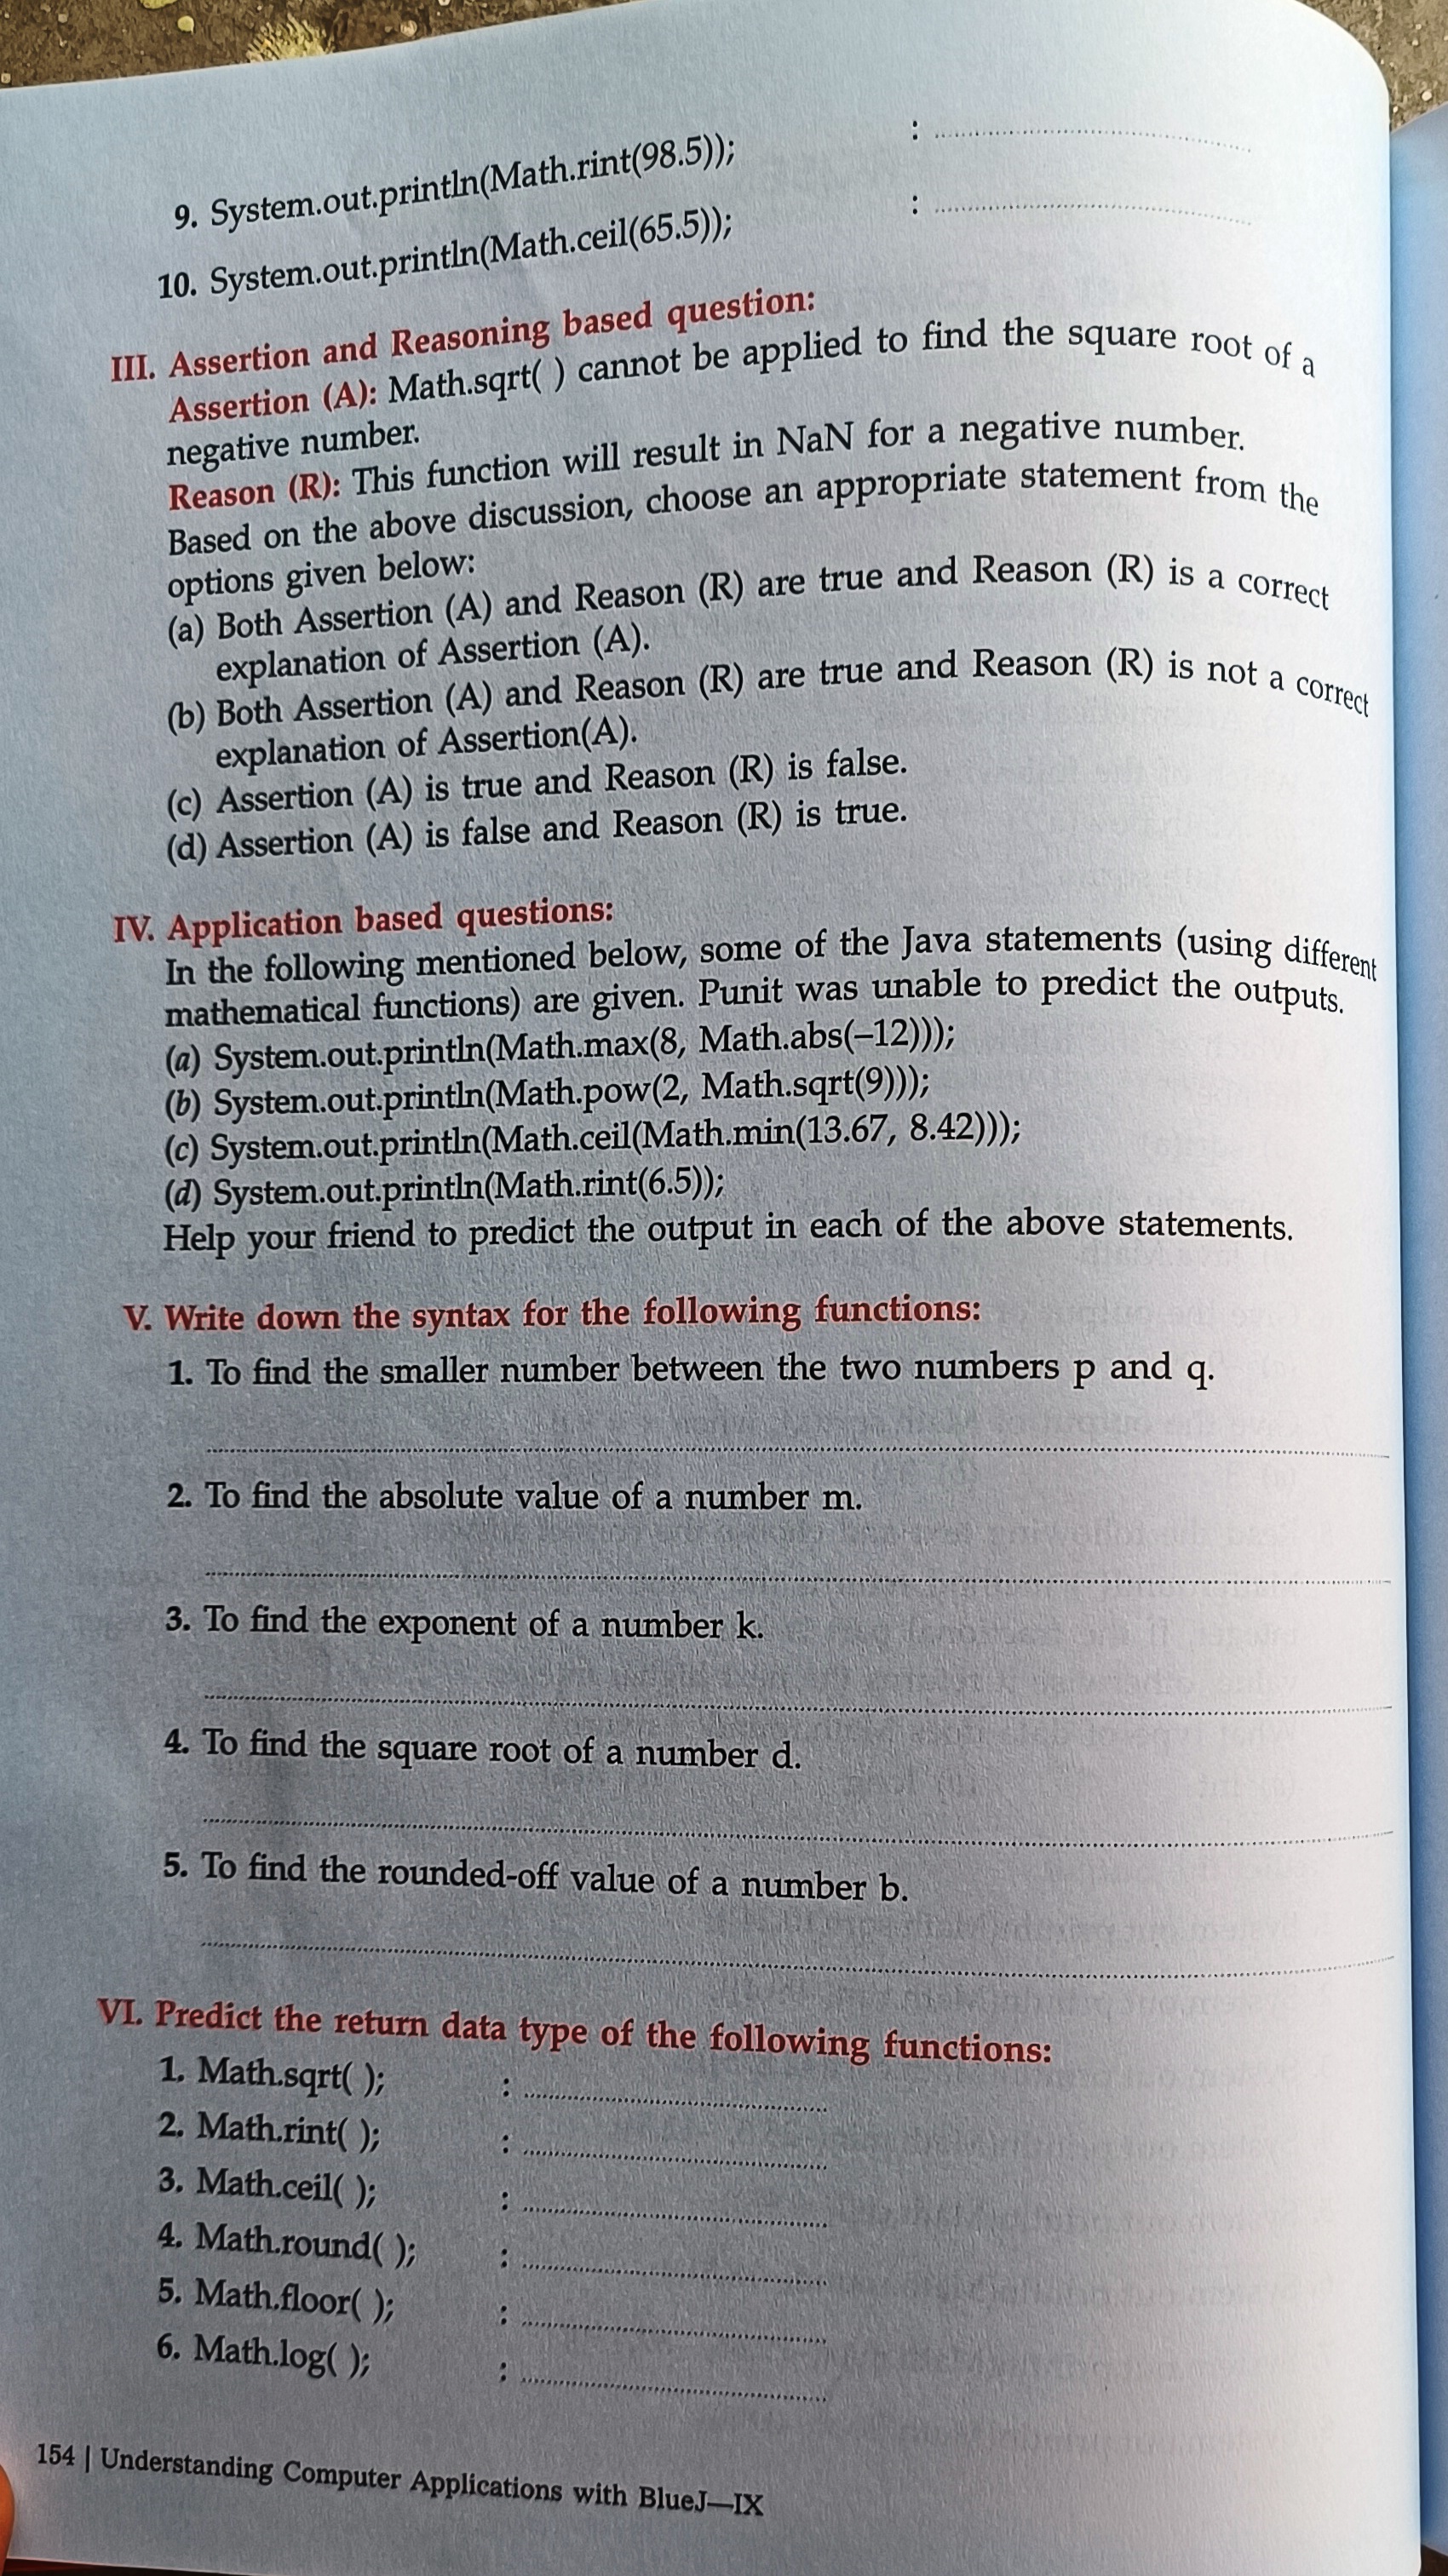 9. System.out.println(Math.rint(98.5)); : ........................
10. System.out.println(Math.ceil(65.5)); : ........................
III. Assertion and Reasoning based question:
Assertion (A): Math.sqrt( ) cannot be applied to find the square root of a
negative number.
Reason (R): This function will result in NaN for a negative number.
Based on the above discussion, choose an appropriate statement from the
options given below:
(a) Both Assertion (A) and Reason (R) are true and Reason (R) is a correct
explanation of Assertion (A).
(b) Both Assertion (A) and Reason (R) are true and Reason (R) is not a correct
explanation of Assertion(A).
(c) Assertion (A) is true and Reason (R) is false.
(d) Assertion (A) is false and Reason (R) is true.
IV. Application based questions:
In the following mentioned below, some of the Java statements (using different
mathematical functions) are given. Punit was unable to predict the outputs.
(a) System.out.println(Math.max(8, Math.abs(–12)));
(b) System.out.println(Math.pow(2, Math.sqrt(9)));
(c) System.out.println(Math.ceil(Math.min(13.67, 8.42)));
(d) System.out.println(Math.rint(6.5));
Help your friend to predict the output in each of the above statements.
V. Write down the syntax for the following functions:
1. To find the smaller number between the two numbers p and q.
2. To find the absolute value of a number m.
3. To find the exponent of a number k.
4. To find the square root of a number d.
5. To find the rounded-off value of a number b.
VI. Predict the return data type of the following functions:
1. Math.sqrt( ); : ........................
2. Math.rint( ); : ........................
3. Math.ceil( ); : ........................
4. Math.round( ); : ........................
5. Math.floor( ); : ........................
6. Math.log( ); : ........................
154 | Understanding Computer Applications with BlueJ—IX